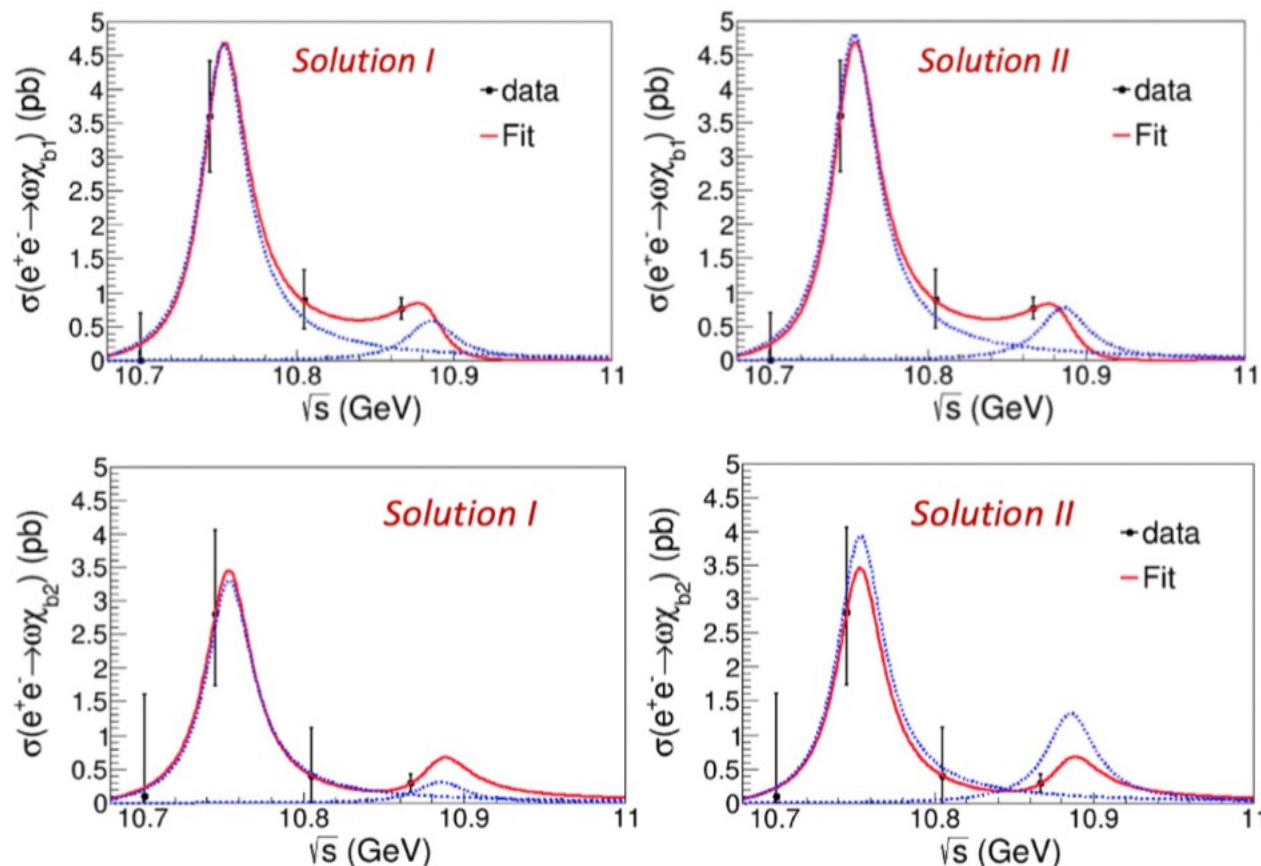 σ(e⁺e⁻→ωχ_b1) (pb)
5
4.5
4
3.5
3
2.5
2
1.5
1
0.5
0
Solution I
data
Fit
10.7 10.8 10.9 11
√s (GeV)
σ(e⁺e⁻→ωχ_b1) (pb)
5
4.5
4
3.5
3
2.5
2
1.5
1
0.5
0
Solution II
data
Fit
10.7 10.8 10.9 11
√s (GeV)
σ(e⁺e⁻→ωχ_b2) (pb)
5
4.5
4
3.5
3
2.5
2
1.5
1
0.5
0
Solution I
10.7 10.8 10.9 11
√s (GeV)
σ(e⁺e⁻→ωχ_b2) (pb)
5
4.5
4
3.5
3
2.5
2
1.5
1
0.5
0
Solution II
data
Fit
10.7 10.8 10.9 11
√s (GeV)